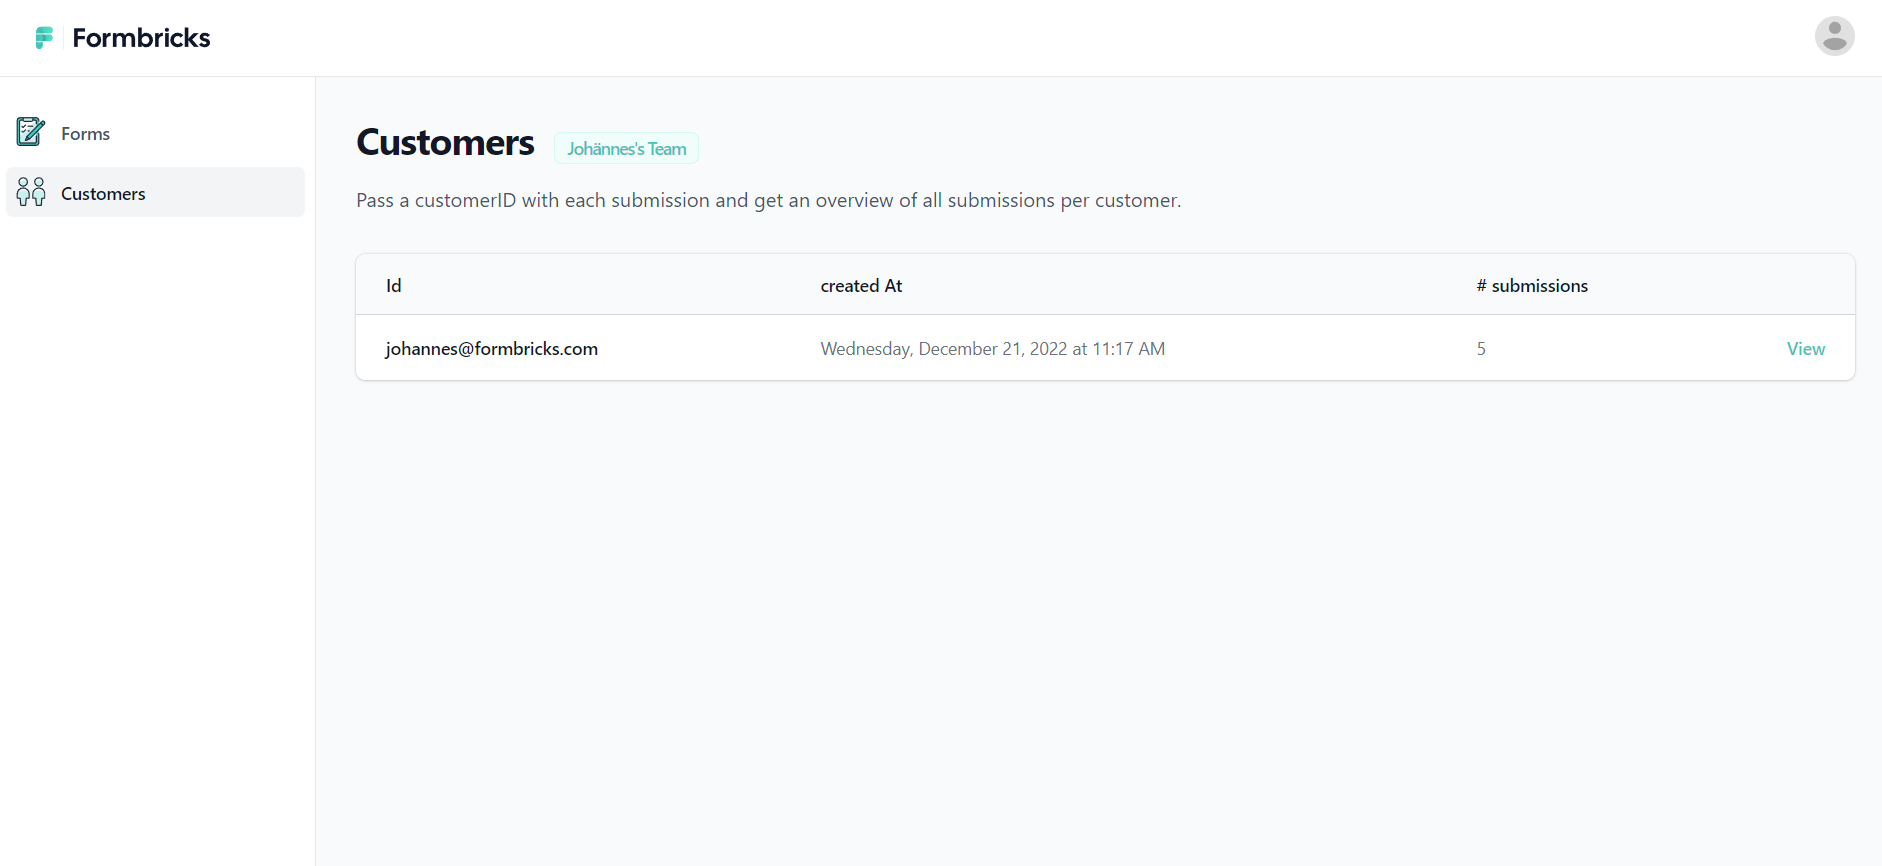 Formbricks
Forms
Customers
Customers Johännes's Team
Pass a customerID with each submission and get an overview of all submissions per customer.
Id created At # submissions
johannes@formbricks.com Wednesday, December 21, 2022 at 11:17 AM 5 View